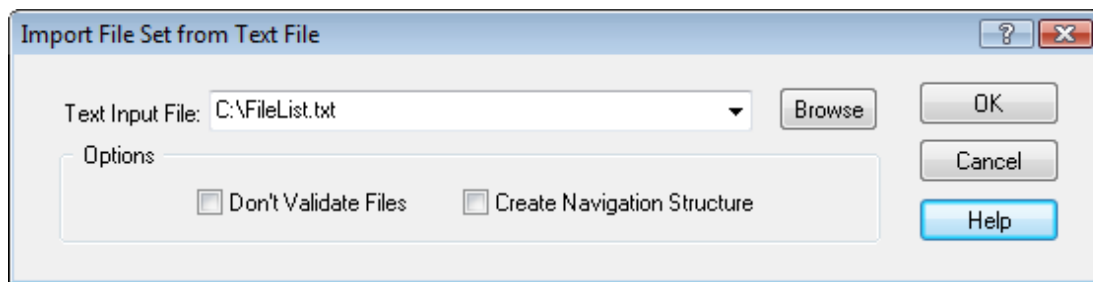 Import File Set from Text File
Text Input File: C:\FileList.txt Browse OK
Options Cancel
Don't Validate Files Create Navigation Structure
Help